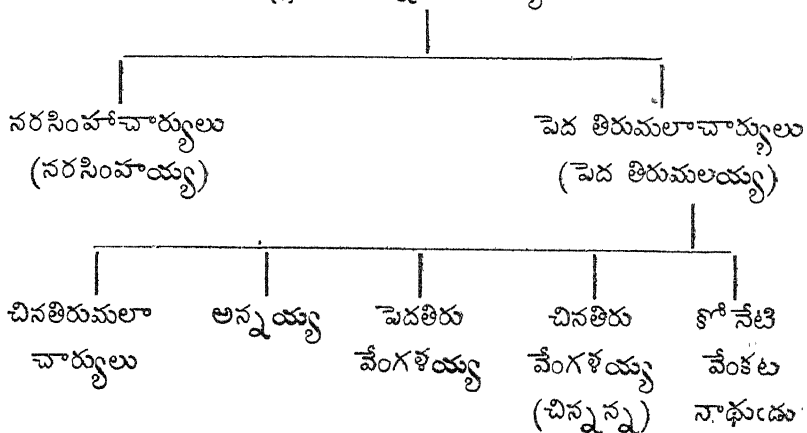 నరసింహాచార్యులు పెద తిరుమలాచార్యులు
(నరసింహయ్య) (పెద తిరుమలయ్య)
చినతిరుమలా అన్నయ్య పెదతిరు చినతిరు కోనేటి
చార్యులు వేంగళయ్య వేంగళయ్య వేంకట
(చిన్నన్న) నాథుఁడు